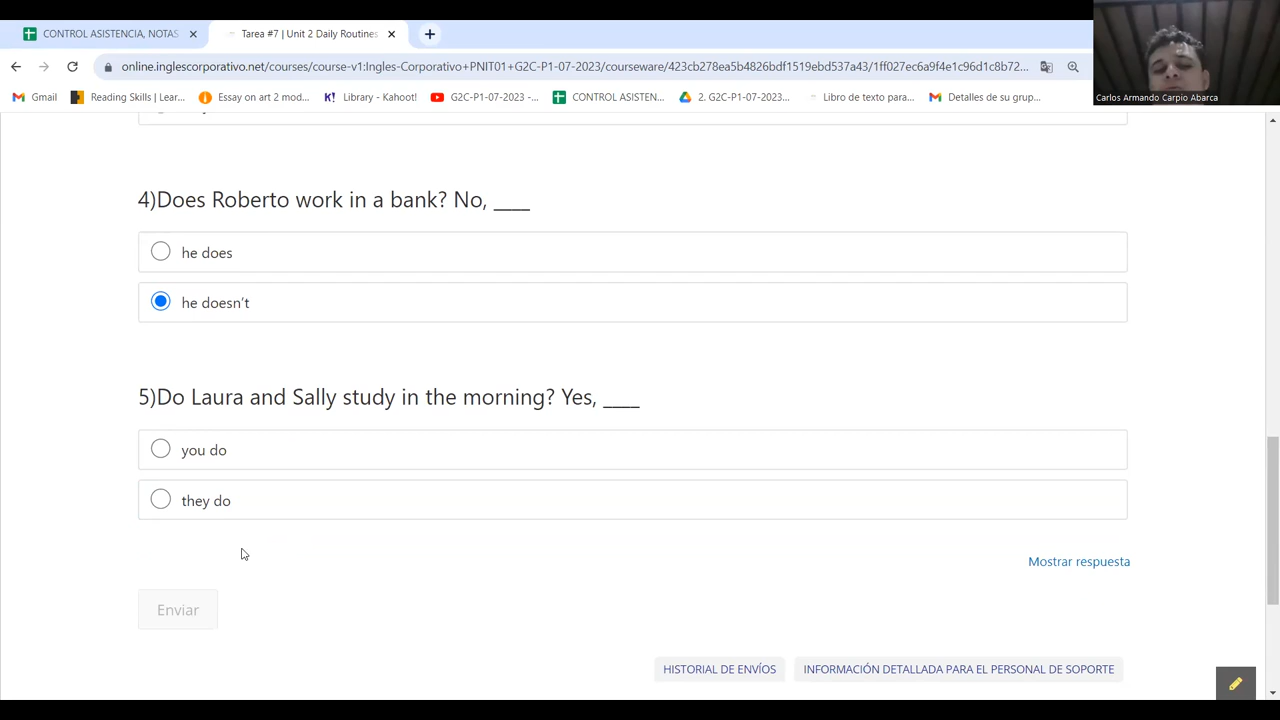 CONTROL ASISTENCIA, NOTAS
Tarea #7 | Unit 2 Daily Routines
online.inglescorporativo.net/courses/course-v1:Ingles-Corporativo+PNIT01+G2C-P1-07-2023/courseware/423cb278ea5b4826bdf1519ebd537a43/1ff027ec6a9f4e1c96d1c8b72...
Gmail
Reading Skills | Lear...
Essay on art 2 mod...
Library - Kahoot!
G2C-P1-07-2023 -...
CONTROL ASISTEN...
2. G2C-P1-07-2023...
Libro de texto para...
Detalles de su grup...
Carlos Armando Carpio Abarca
4)Does Roberto work in a bank? No, ____
he does
he doesn’t
5)Do Laura and Sally study in the morning? Yes, ____
you do
they do
Mostrar respuesta
Enviar
HISTORIAL DE ENVÍOS
INFORMACIÓN DETALLADA PARA EL PERSONAL DE SOPORTE